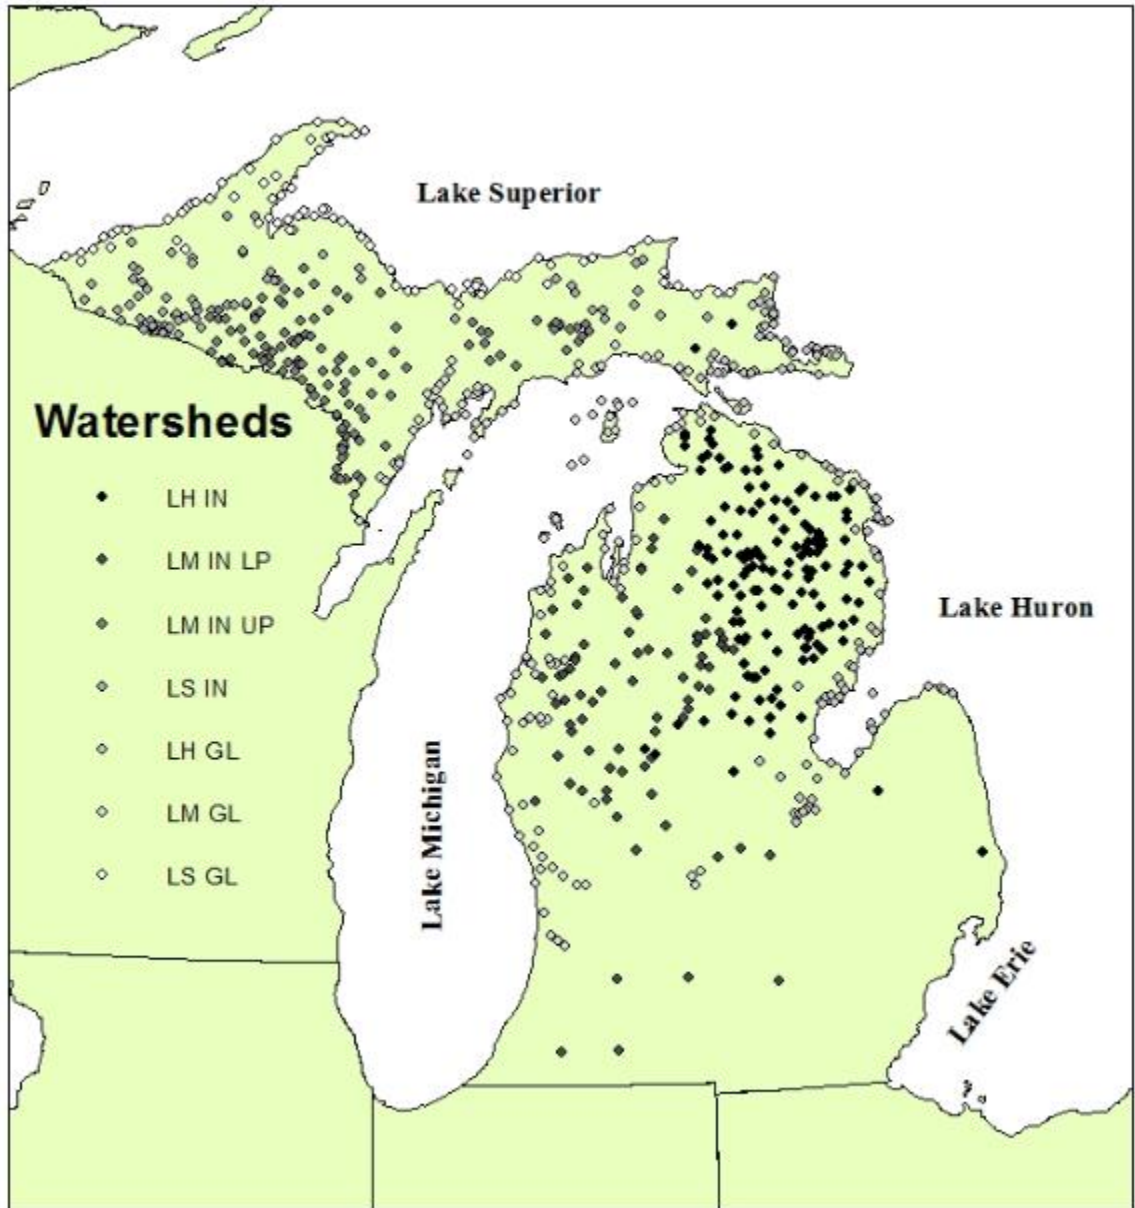 Lake Superior
Watersheds
LH IN
LM IN LP
LM IN UP
LS IN
LH GL
LM GL
LS GL
Lake Michigan
Lake Huron
Lake Erie